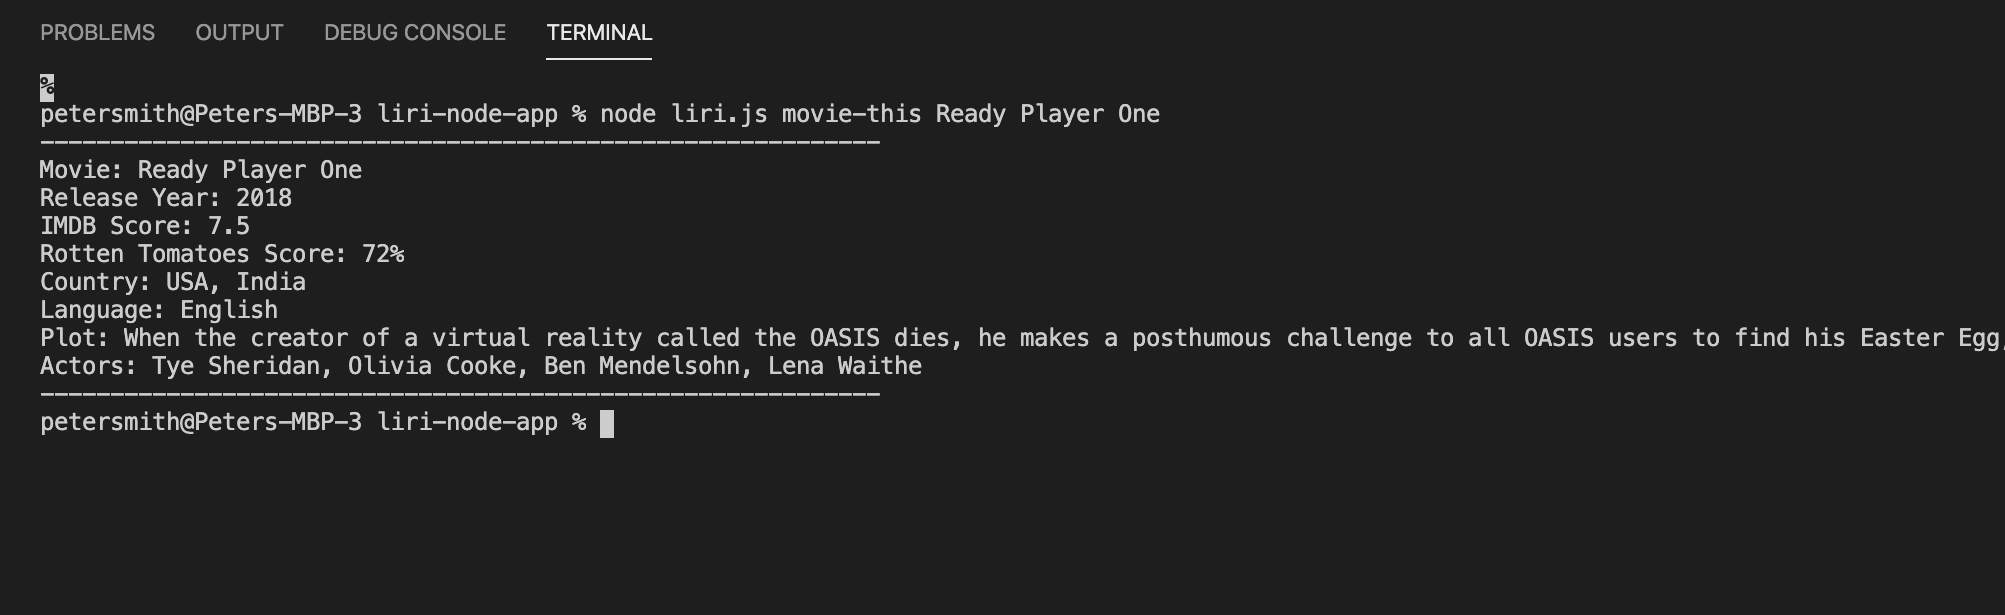 PROBLEMS OUTPUT DEBUG CONSOLE TERMINAL
%
petersmith@Peters-MBP-3 liri-node-app % node liri.js movie-this Ready Player One
------------------------------------------------------------
Movie: Ready Player One
Release Year: 2018
IMDB Score: 7.5
Rotten Tomatoes Score: 72%
Country: USA, India
Language: English
Plot: When the creator of a virtual reality called the OASIS dies, he makes a posthumous challenge to all OASIS users to find his Easter Egg,
Actors: Tye Sheridan, Olivia Cooke, Ben Mendelsohn, Lena Waithe
------------------------------------------------------------
petersmith@Peters-MBP-3 liri-node-app %